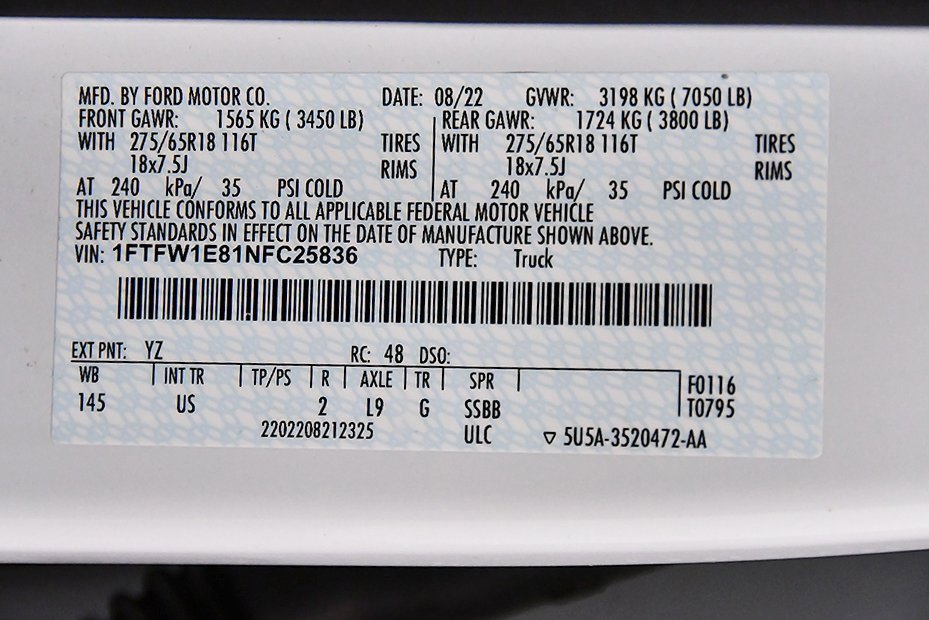 MFD. BY FORD MOTOR CO. DATE: 08/22 GVWR: 3198 KG ( 7050 LB)
FRONT GAWR: 1565 KG ( 3450 LB) REAR GAWR: 1724 KG ( 3800 LB)
WITH 275/65R18 116T TIRES WITH 275/65R18 116T TIRES
18x7.5J RIMS 18x7.5J RIMS
AT 240 kPa/ 35 PSI COLD AT 240 kPa/ 35 PSI COLD
THIS VEHICLE CONFORMS TO ALL APPLICABLE FEDERAL MOTOR VEHICLE
SAFETY STANDARDS IN EFFECT ON THE DATE OF MANUFACTURE SHOWN ABOVE.
VIN: 1FTFW1E81NFC25836 TYPE: Truck
EXT PNT: YZ RC: 48 DSO:
WB INT TR TP/PS R AXLE TR SPR F0116
145 US 2 L9 G SSBB T0795
2202208212325 ULC ▽ 5U5A-3520472-AA